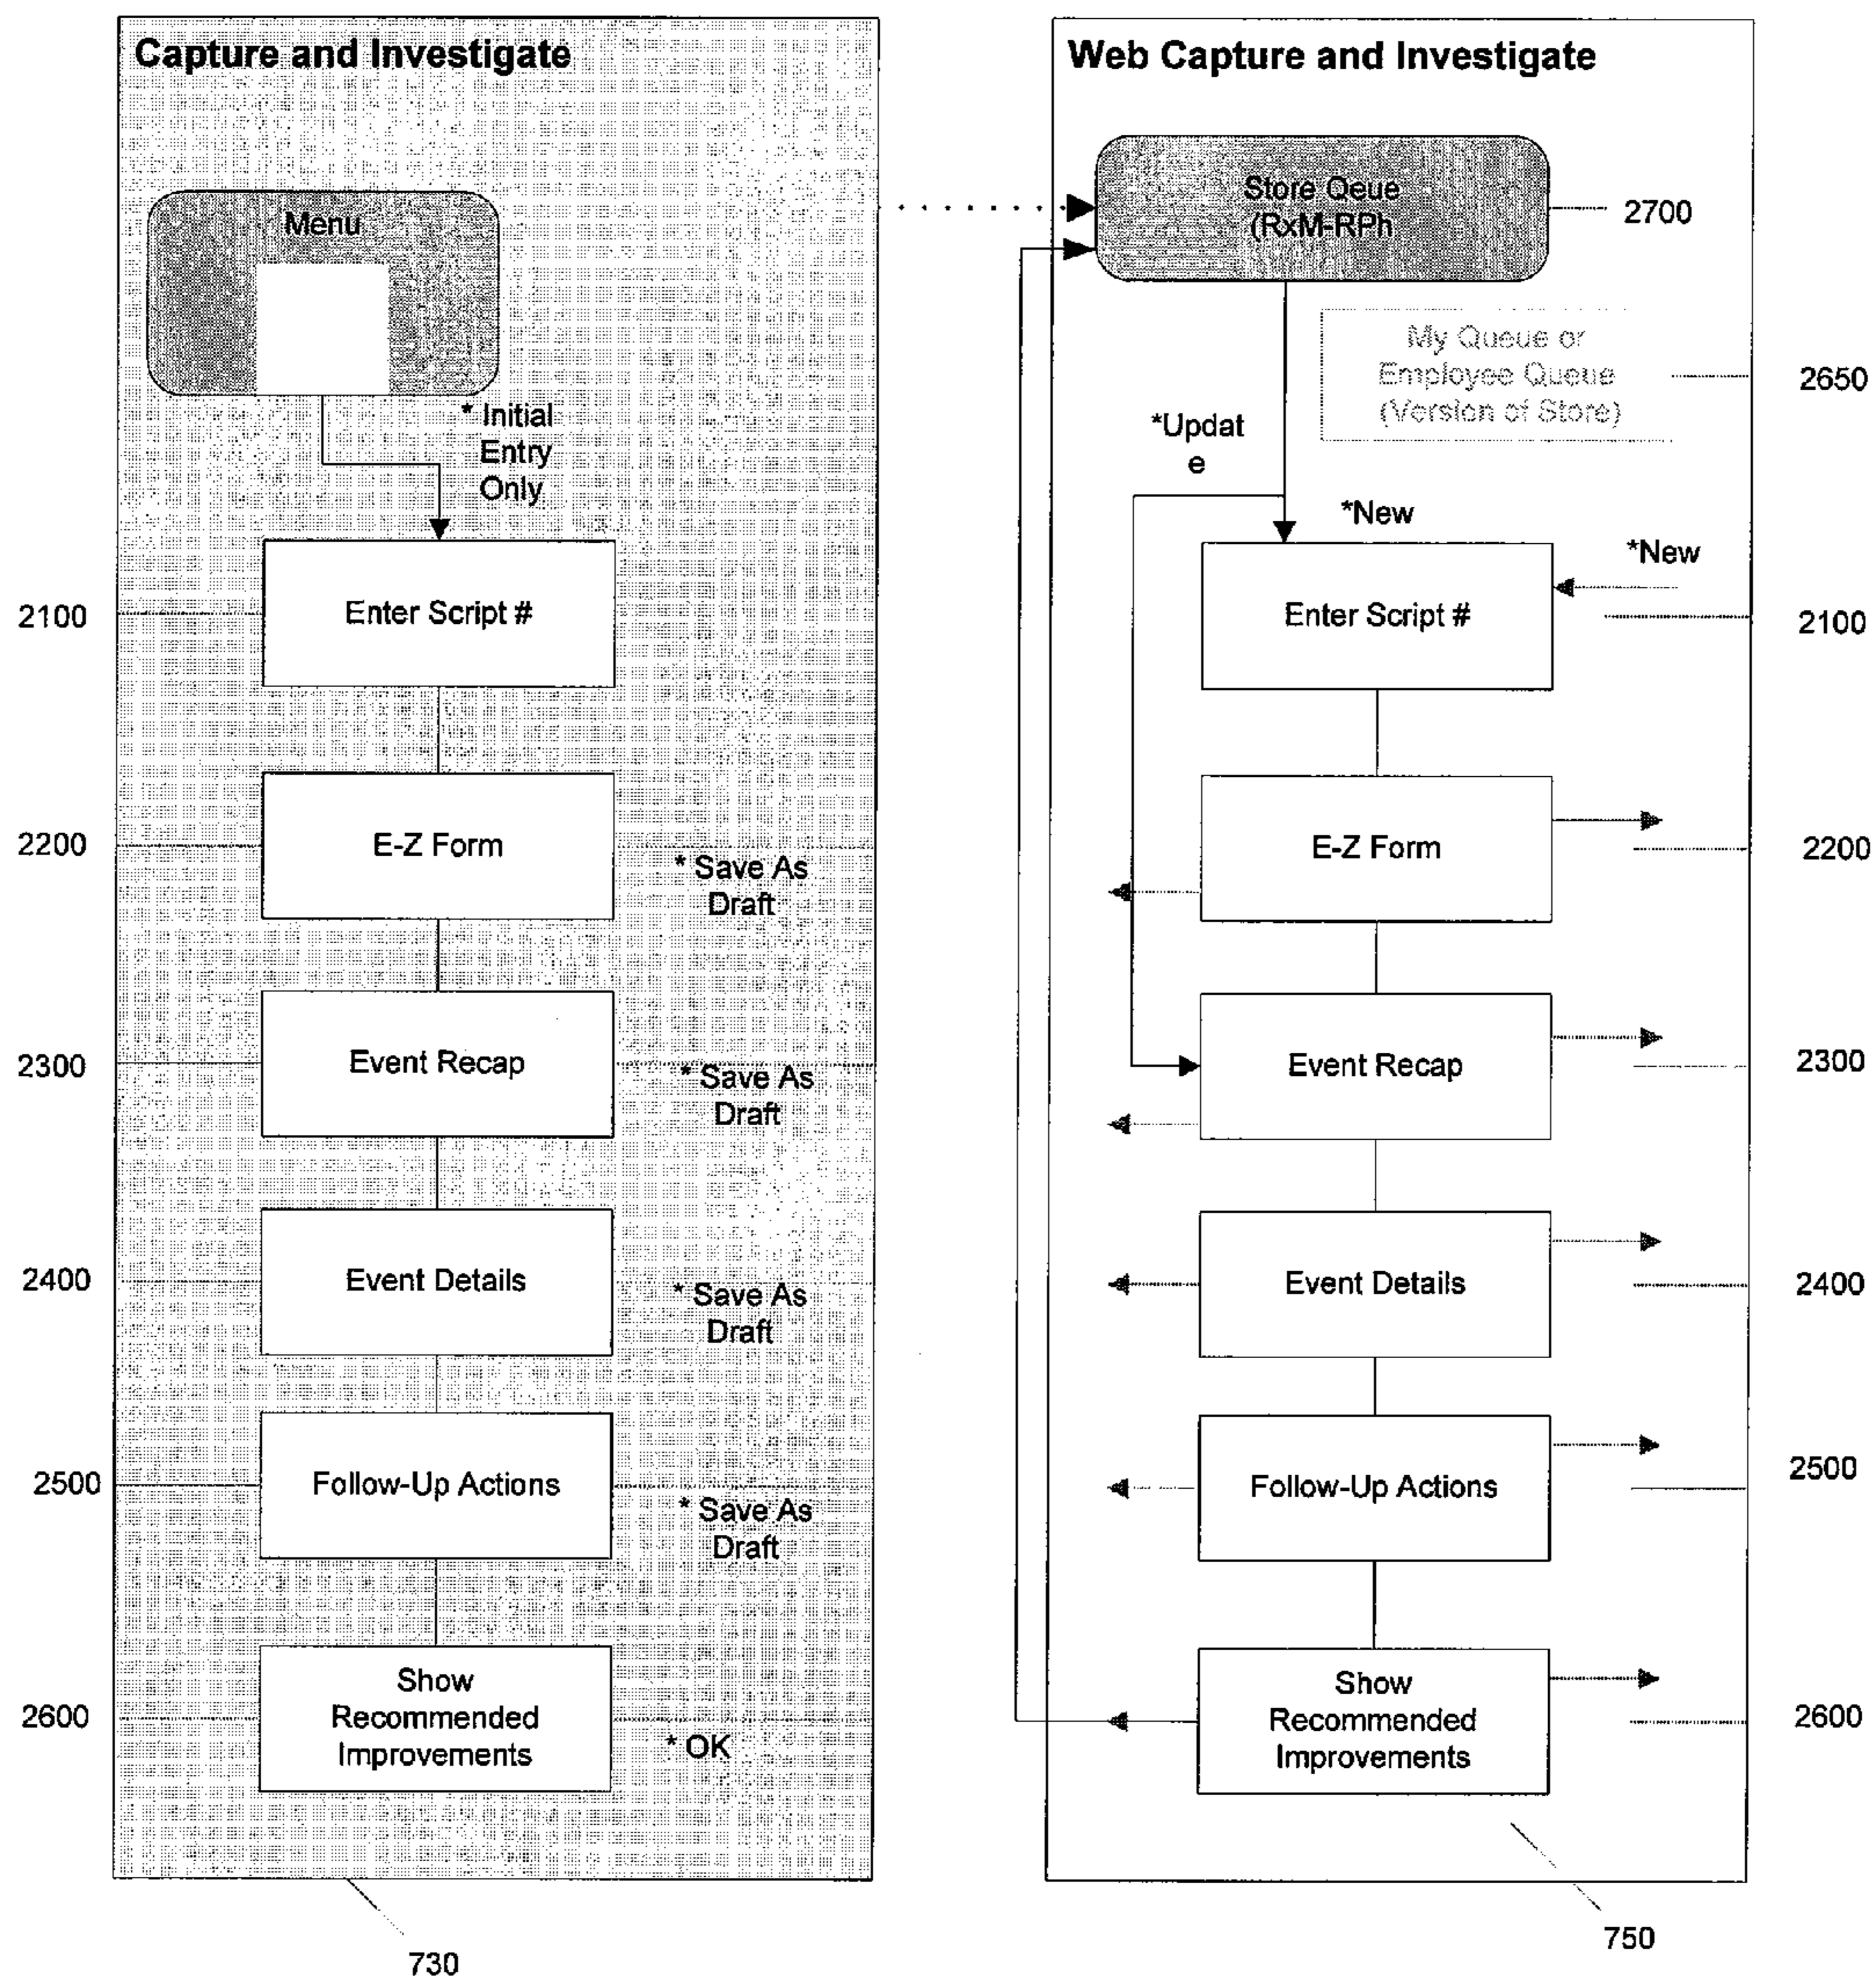 Capture and Investigate
Menu
* Initial
Entry
Only
2100
Enter Script #
2200
E-Z Form
* Save As
Draft
2300
Event Recap
* Save As
Draft
2400
Event Details
* Save As
Draft
2500
Follow-Up Actions
* Save As
Draft
2600
Show
Recommended
Improvements
* OK
730
Web Capture and Investigate
Store Qeue
(RxM-RPh
2700
My Queue or
Employee Queue
(Version of Store)
2650
*Updat
e
*New
*New
Enter Script #
2100
E-Z Form
2200
Event Recap
2300
Event Details
2400
Follow-Up Actions
2500
Show
Recommended
Improvements
2600
750